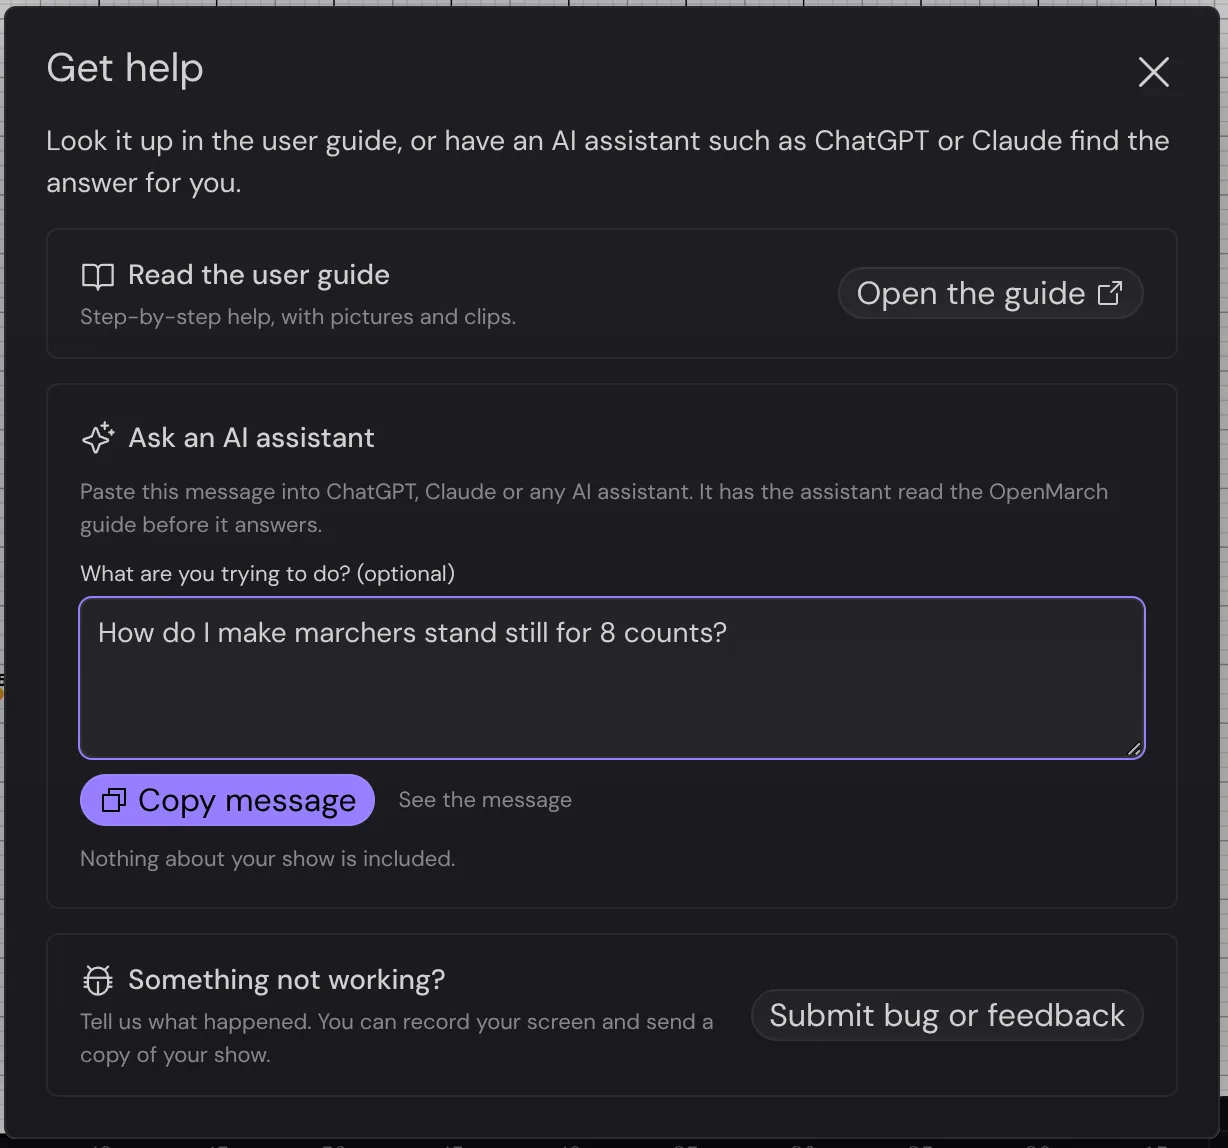 Get help
Look it up in the user guide, or have an AI assistant such as ChatGPT or Claude find the
answer for you.
Read the user guide
Step-by-step help, with pictures and clips.
Open the guide
Ask an AI assistant
Paste this message into ChatGPT, Claude or any AI assistant. It has the assistant read the OpenMarch
guide before it answers.
What are you trying to do? (optional)
How do I make marchers stand still for 8 counts?
Copy message
See the message
Nothing about your show is included.
Something not working?
Tell us what happened. You can record your screen and send a
copy of your show.
Submit bug or feedback